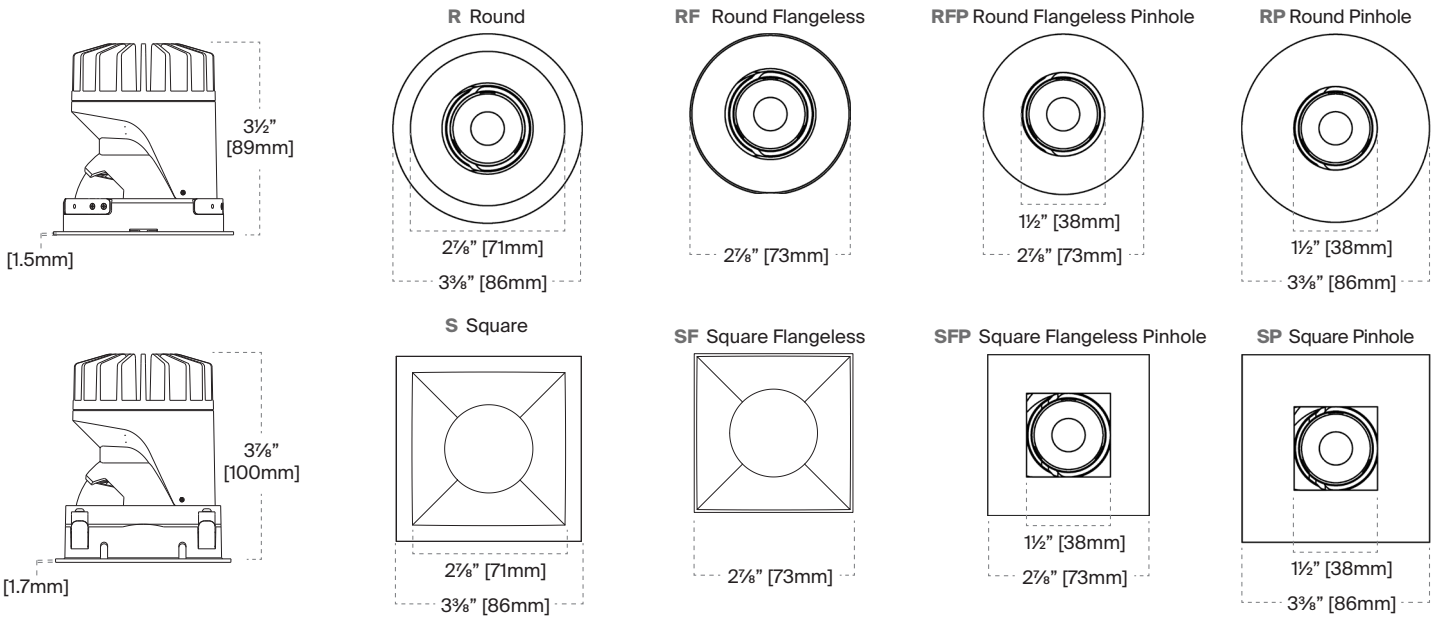 R Round
RF Round Flangeless
RFP Round Flangeless Pinhole
RP Round Pinhole
3½”
[89mm]
[1.5mm]
2⅞” [71mm]
3⅜” [86mm]
2⅞” [73mm]
1½” [38mm]
2⅞” [73mm]
1½” [38mm]
3⅜” [86mm]
S Square
SF Square Flangeless
SFP Square Flangeless Pinhole
SP Square Pinhole
3⅞”
[100mm]
[1.7mm]
2⅞” [71mm]
3⅜” [86mm]
2⅞” [73mm]
1½” [38mm]
2⅞” [73mm]
1½” [38mm]
3⅜” [86mm]